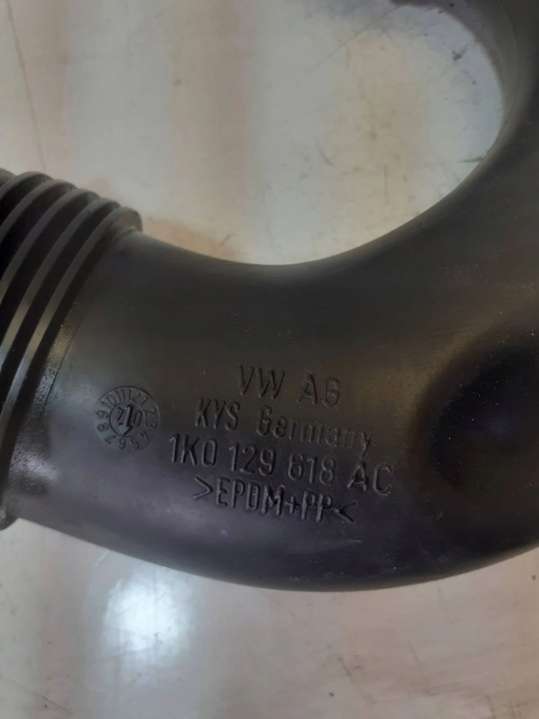 VW AG
KYS Germany
1K0 129 618 AC
>EPDM+PP<